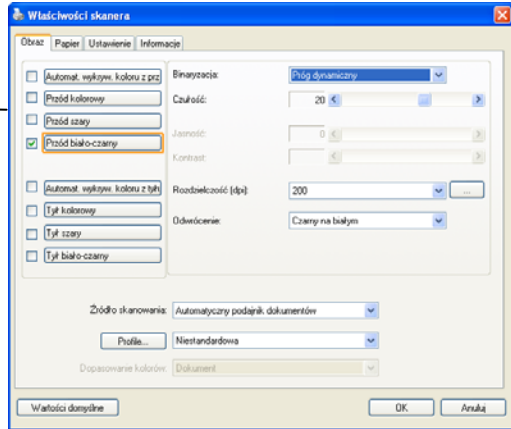 Właściwości skanera
Obraz Papier Ustawienie Informacje
Automat. wykryw. koloru z prz
Przód kolorowy
Przód szary
Przód biało-czarny
Automat. wykryw. koloru z tyłu
Tył kolorowy
Tył szary
Tył biało-czarny
Binaryzacja: Próg dynamiczny
Czułość: 20
Jasność: 0
Kontrast:
Rozdzielczość (dpi): 200 ...
Odwrócenie: Czarny na białym
Źródło skanowania: Automatyczny podajnik dokumentów
Profile... Niestandardowa
Dopasowanie kolorów: Dokument
Wartości domyślne OK Anuluj